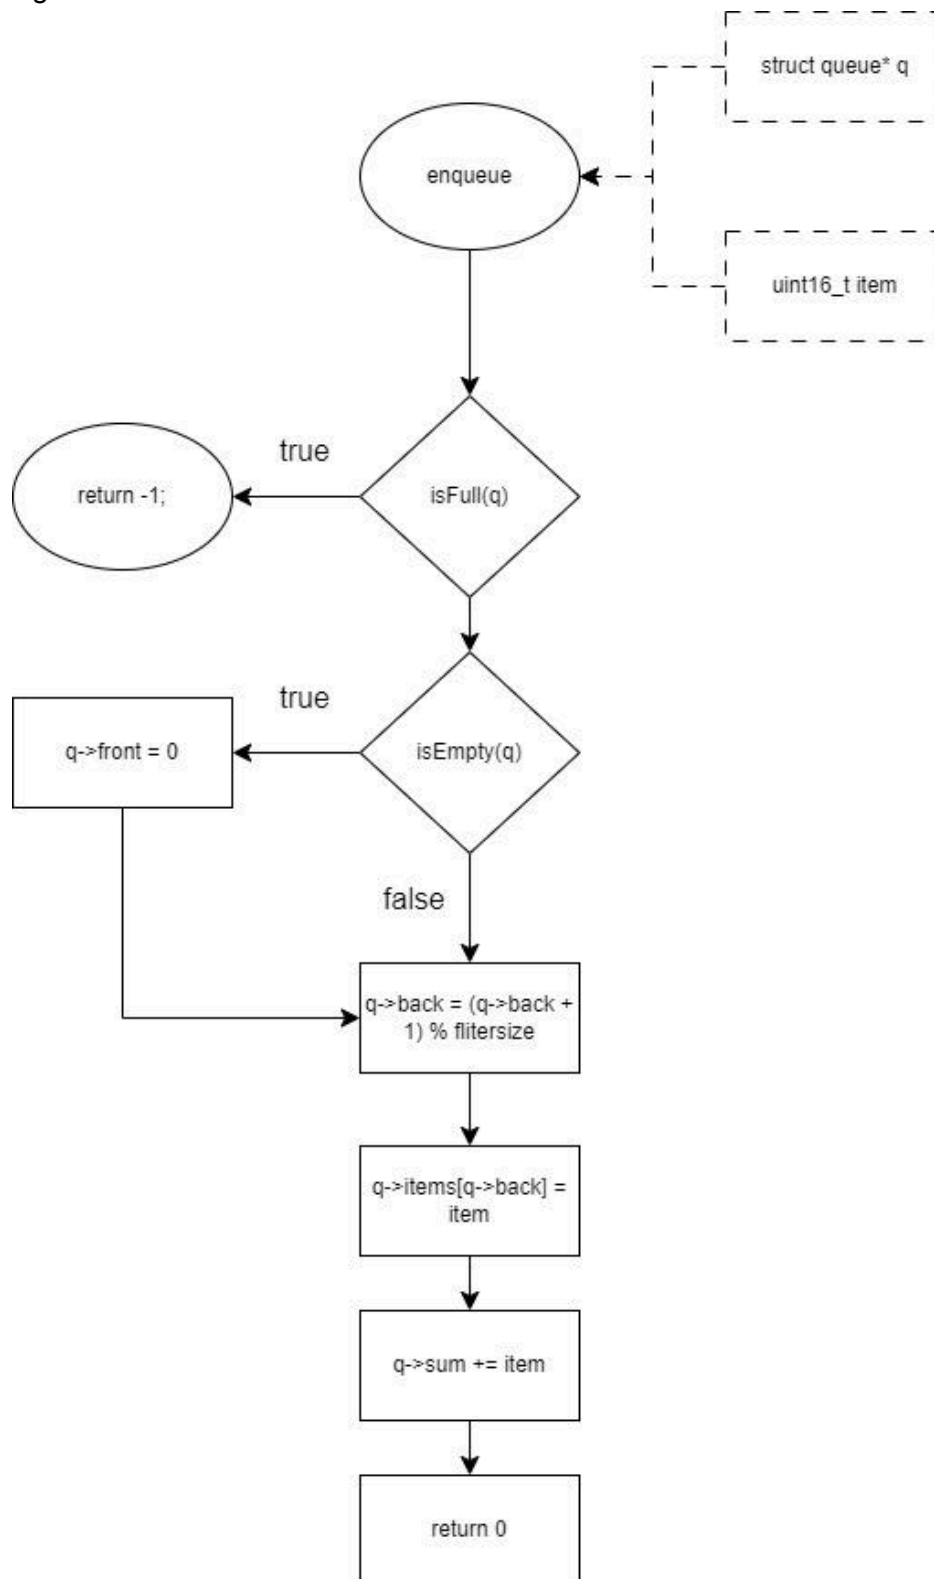 struct queue* q
enqueue
uint16_t item
true
return -1;
isFull(q)
true
q->front = 0
isEmpty(q)
false
q->back = (q->back +
1) % flitersize
q->items[q->back] =
item
q->sum += item
return 0